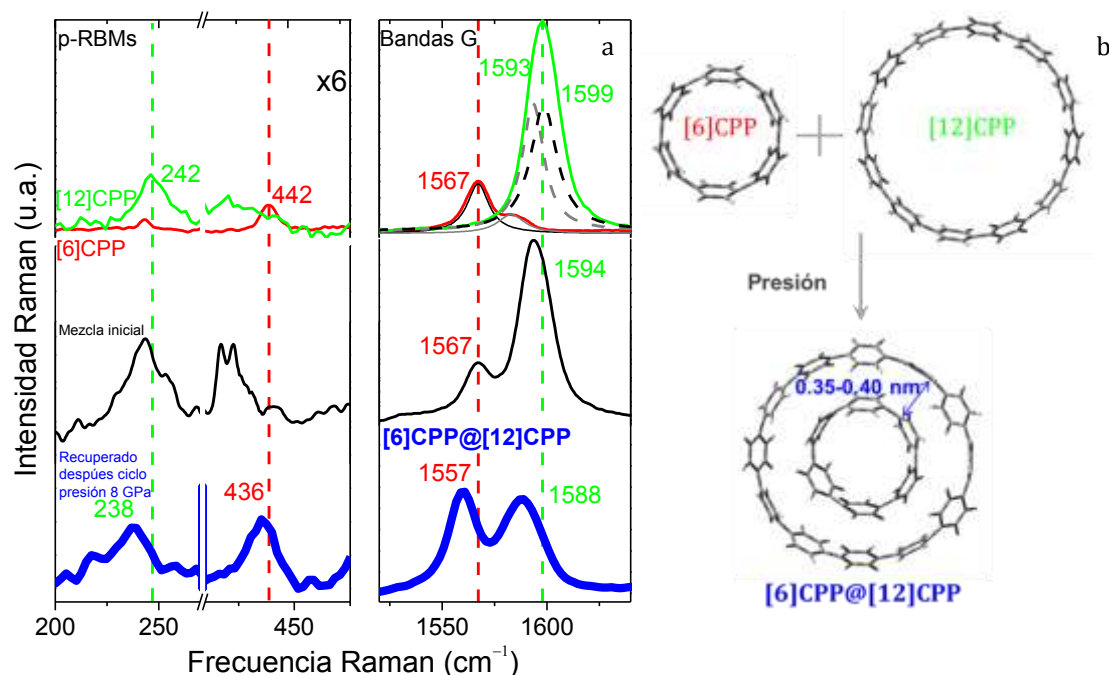 p-RBMs
x6
242
[12]CPP
442
[6]CPP
Mezcla inicial
[6]CPP@[12]CPP
Recuperado
despúes ciclo
presión 8 GPa
238
436
200
250
450
Intensidad Raman (u.a.)
Frecuencia Raman (cm⁻¹)
Bandas G
a
1593
1599
1567
1594
1567
1557
1588
1550
1600
b
[6]CPP
[12]CPP
Presión
0.35-0.40 nm
[6]CPP@[12]CPP